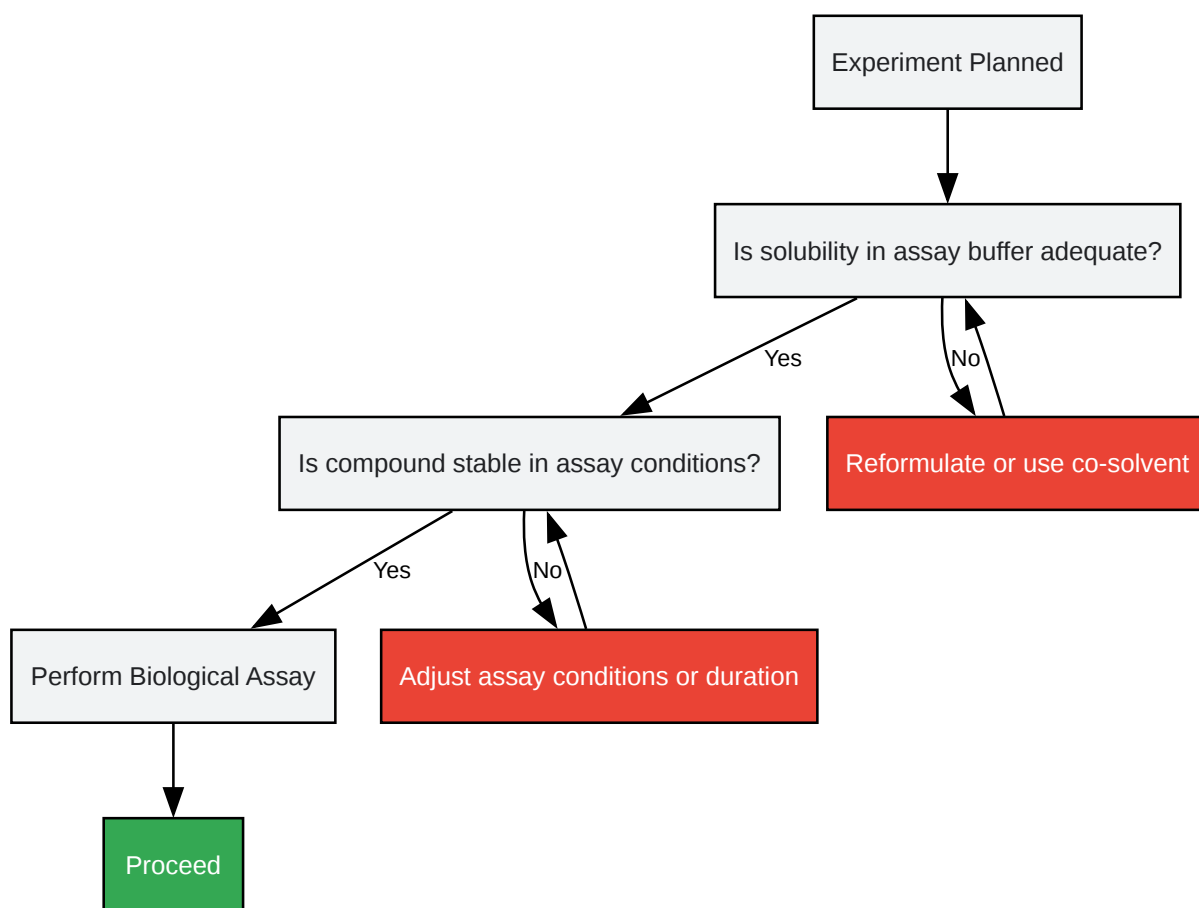 Experiment Planned
Is solubility in assay buffer adequate?
Yes
No
Is compound stable in assay conditions?
Reformulate or use co-solvent
Yes
No
Perform Biological Assay
Adjust assay conditions or duration
Proceed